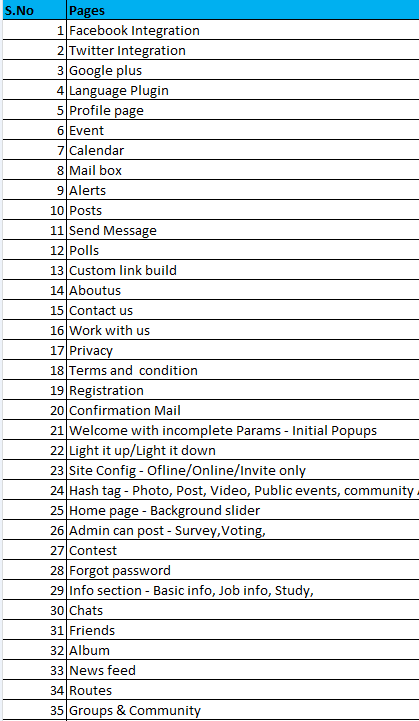 S.No Pages
1 Facebook Integration
2 Twitter Integration
3 Google plus
4 Language Plugin
5 Profile page
6 Event
7 Calendar
8 Mail box
9 Alerts
10 Posts
11 Send Message
12 Polls
13 Custom link build
14 Aboutus
15 Contact us
16 Work with us
17 Privacy
18 Terms and  condition
19 Registration
20 Confirmation Mail
21 Welcome with incomplete Params - Initial Popups
22 Light it up/Light it down
23 Site Config - Ofline/Online/Invite only
24 Hash tag - Photo, Post, Video, Public events, community
25 Home page - Background slider
26 Admin can post - Survey,Voting,
27 Contest
28 Forgot password
29 Info section - Basic info, Job info, Study,
30 Chats
31 Friends
32 Album
33 News feed
34 Routes
35 Groups & Community